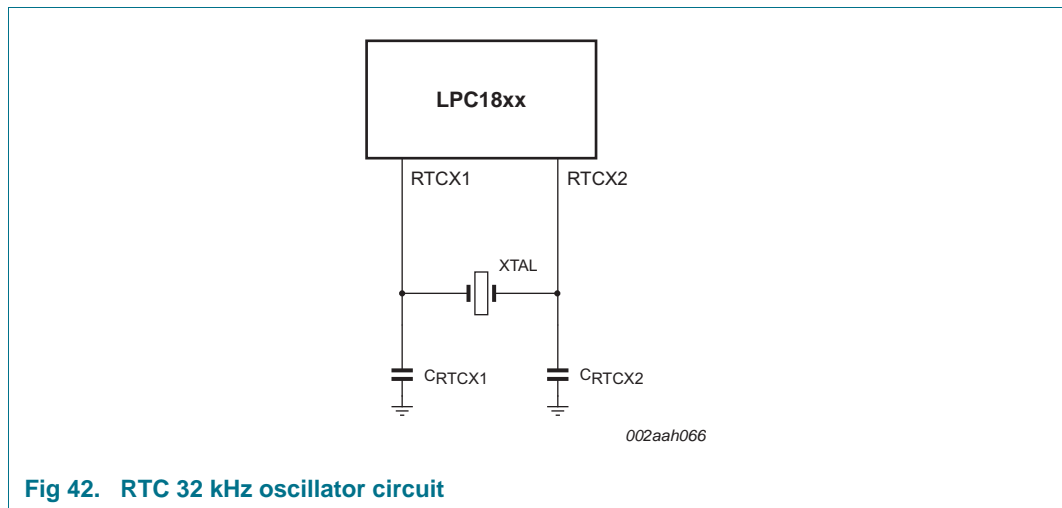 LPC18xx
RTCX1 RTCX2
XTAL
CRTCX1 CRTCX2
002aah066
Fig 42. RTC 32 kHz oscillator circuit